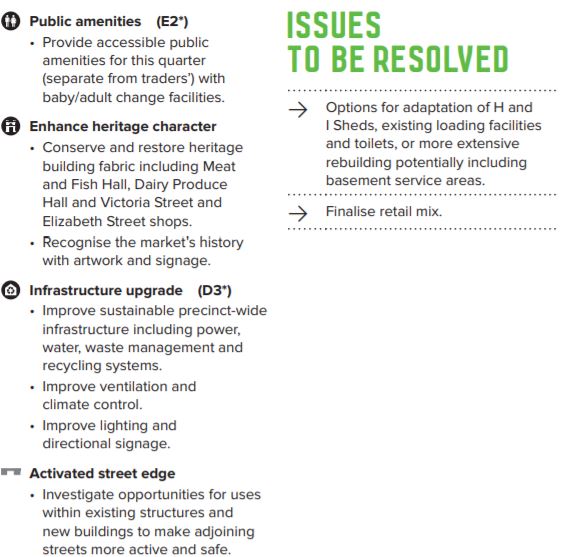 Public amenities (E2*)
• Provide accessible public
amenities for this quarter
(separate from traders') with
baby/adult change facilities.
Enhance heritage character
• Conserve and restore heritage
building fabric including Meat
and Fish Hall, Dairy Produce
Hall and Victoria Street and
Elizabeth Street shops.
• Recognise the market's history
with artwork and signage.
Infrastructure upgrade (D3*)
• Improve sustainable precinct-wide
infrastructure including power,
water, waste management and
recycling systems.
• Improve ventilation and
climate control.
• Improve lighting and
directional signage.
Activated street edge
• Investigate opportunities for uses
within existing structures and
new buildings to make adjoining
streets more active and safe.
ISSUES
TO BE RESOLVED
→ Options for adaptation of H and
I Sheds, existing loading facilities
and toilets, or more extensive
rebuilding potentially including
basement service areas.
→ Finalise retail mix.